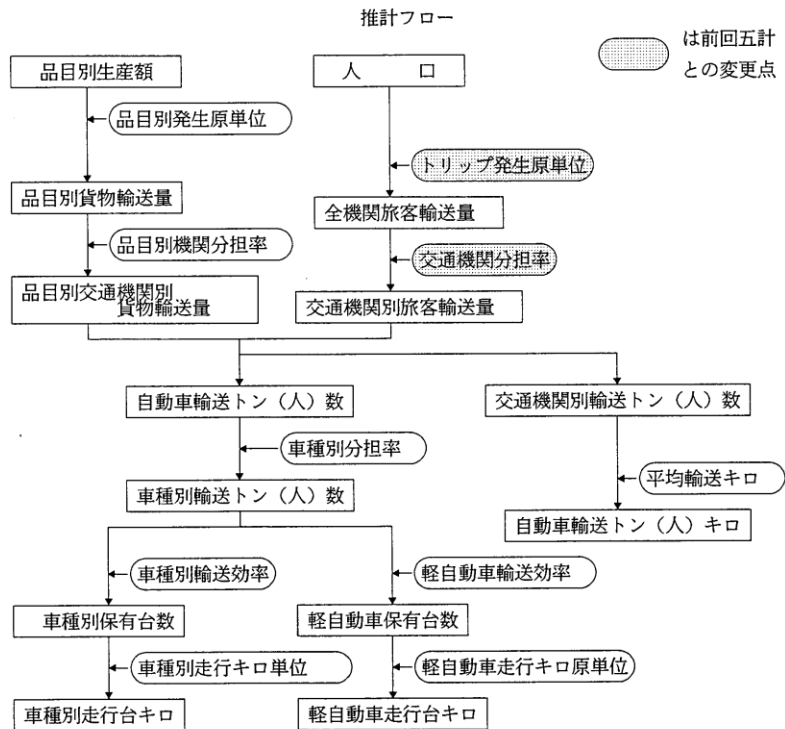 推計フロー
は前回五計
との変更点
品目別生産額
人　　口
品目別発生原単位
トリップ発生原単位
品目別貨物輸送量
全機関旅客輸送量
品目別機関分担率
交通機関分担率
品目別交通機関別
貨物輸送量
交通機関別旅客輸送量
自動車輸送トン（人）数
交通機関別輸送トン（人）数
車種別分担率
平均輸送キロ
車種別輸送トン（人）数
自動車輸送トン（人）キロ
車種別輸送効率
軽自動車輸送効率
車種別保有台数
軽自動車保有台数
車種別走行キロ単位
軽自動車走行キロ原単位
車種別走行台キロ
軽自動車走行台キロ